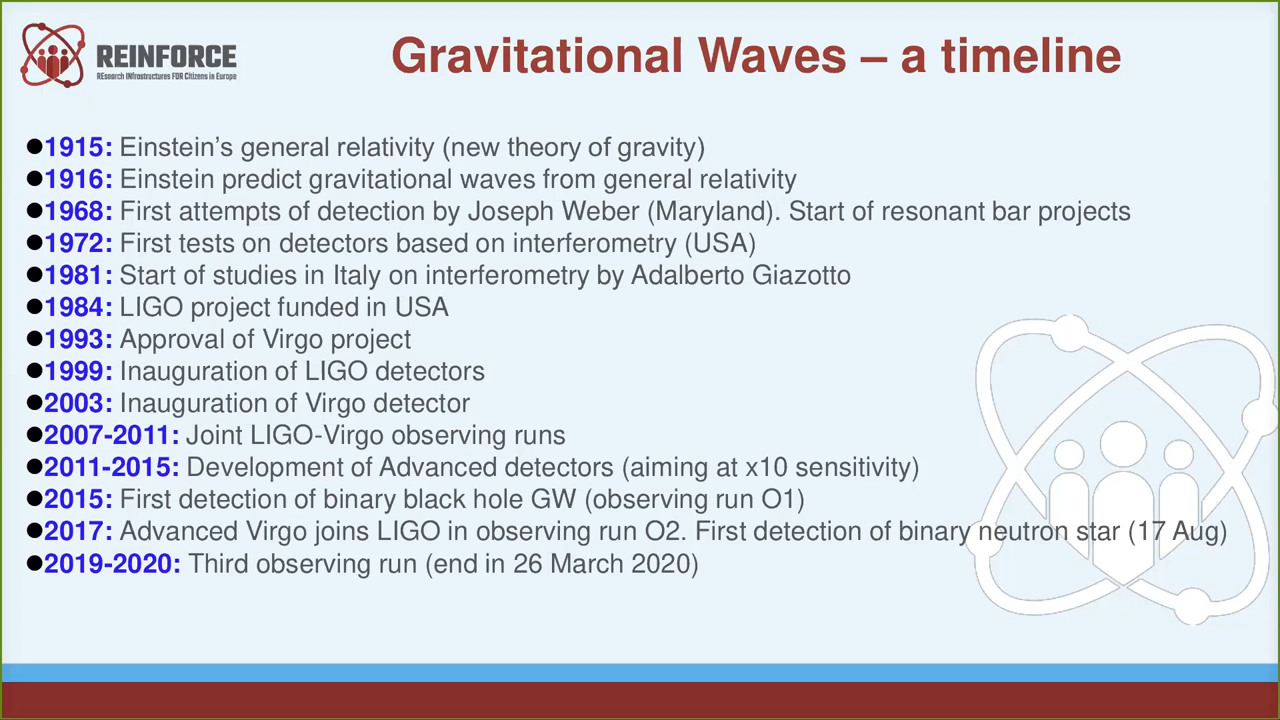 REINFORCE
REsearch INfrastructures FOR Citizens in Europe
Gravitational Waves – a timeline
●1915: Einstein’s general relativity (new theory of gravity)
●1916: Einstein predict gravitational waves from general relativity
●1968: First attempts of detection by Joseph Weber (Maryland). Start of resonant bar projects
●1972: First tests on detectors based on interferometry (USA)
●1981: Start of studies in Italy on interferometry by Adalberto Giazotto
●1984: LIGO project funded in USA
●1993: Approval of Virgo project
●1999: Inauguration of LIGO detectors
●2003: Inauguration of Virgo detector
●2007-2011: Joint LIGO-Virgo observing runs
●2011-2015: Development of Advanced detectors (aiming at x10 sensitivity)
●2015: First detection of binary black hole GW (observing run O1)
●2017: Advanced Virgo joins LIGO in observing run O2. First detection of binary neutron star (17 Aug)
●2019-2020: Third observing run (end in 26 March 2020)